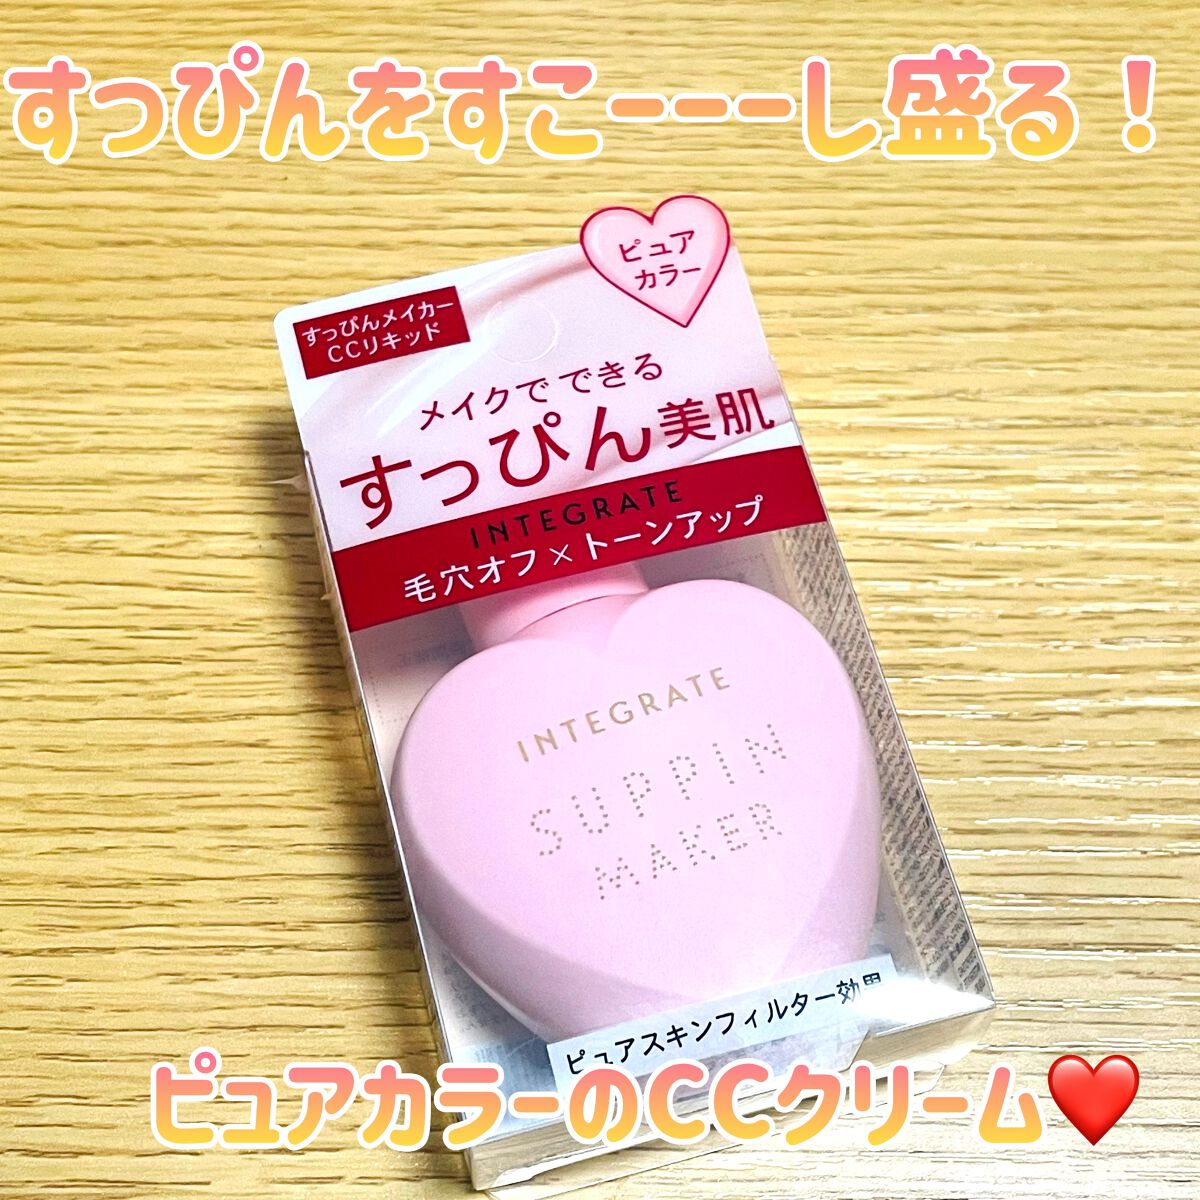 すっぴんをすこーーーし盛る！
ピュア
カラー
すっぴんメイカー
CCリキッド
メイクで できる
すっぴん美肌
INTEGRATE
毛穴オフ×トーンアップ
INTEGRATE
SUPPIN
MAKER
ピュアスキンフィルター効果
ピュアカラーのCCクリーム❤